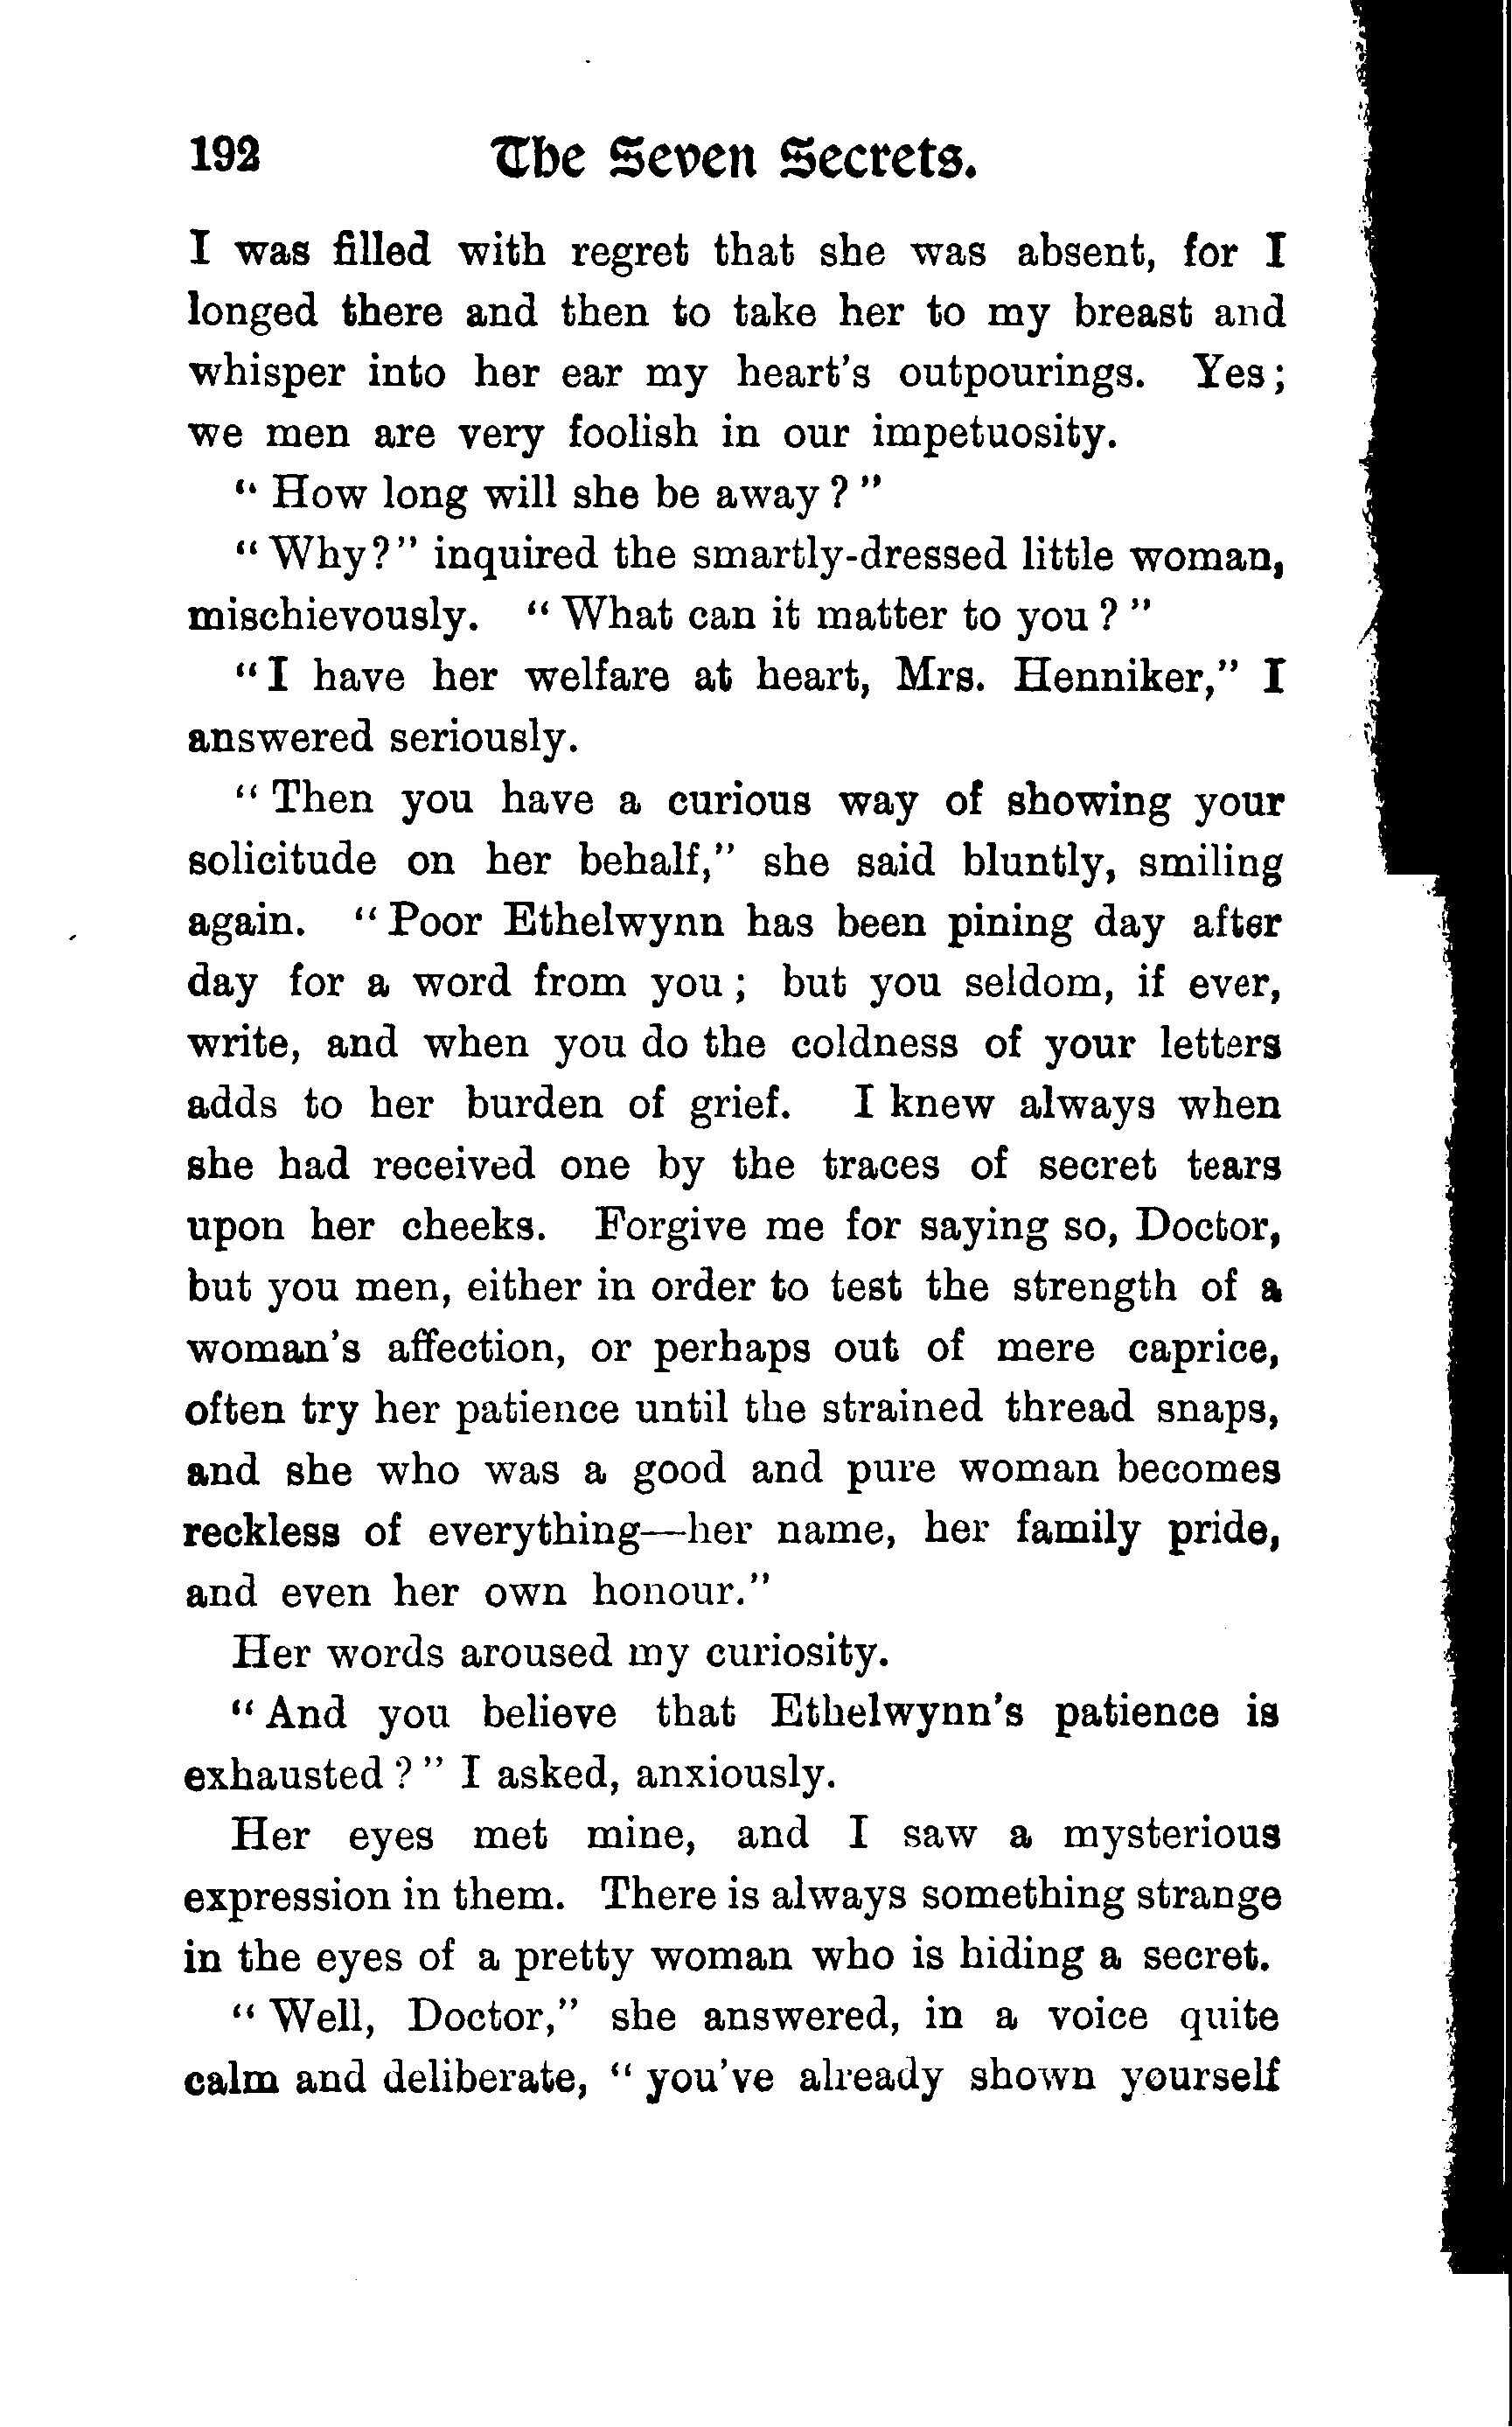 192 The Seven Secrets.
I was filled with regret that she was absent, for I
longed there and then to take her to my breast and
whisper into her ear my heart's outpourings. Yes;
we men are very foolish in our impetuosity.
"How long will she be away?"
"Why?" inquired the smartly-dressed little woman,
mischievously. "What can it matter to you?"
"I have her welfare at heart, Mrs. Henniker," I
answered seriously.
"Then you have a curious way of showing your
solicitude on her behalf," she said bluntly, smiling
again. "Poor Ethelwynn has been pining day after
day for a word from you; but you seldom, if ever,
write, and when you do the coldness of your letters
adds to her burden of grief. I knew always when
she had received one by the traces of secret tears
upon her cheeks. Forgive me for saying so, Doctor,
but you men, either in order to test the strength of a
woman's affection, or perhaps out of mere caprice,
often try her patience until the strained thread snaps,
and she who was a good and pure woman becomes
reckless of everything—her name, her family pride,
and even her own honour."
Her words aroused my curiosity.
"And you believe that Ethelwynn's patience is
exhausted?" I asked, anxiously.
Her eyes met mine, and I saw a mysterious
expression in them. There is always something strange
in the eyes of a pretty woman who is hiding a secret.
"Well, Doctor," she answered, in a voice quite
calm and deliberate, "you've already shown yourself